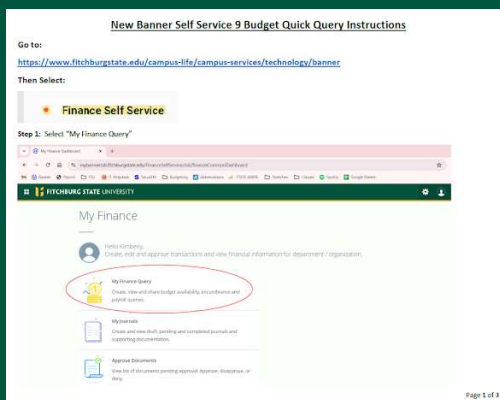 New Banner Self Service 9 Budget Quick Query Instructions
Go to:
https://www.fitchburgstate.edu/campus-life/campus-services/technology/banner
Then Select:
Finance Self Service
Step 1: Select "My Finance Query"
My Finance Dashboard
FITCHBURG STATE UNIVERSITY
My Finance
Hello Kimberly,
Create, edit and approve transactions and view financial information for department / organization.
My Finance Query
Create, view and share budget availability, encumbrance and
payroll queries.
My Journals
Create and view draft, pending and completed journals and
supporting documentation.
Approve Documents
View list of documents pending approval. Approve, disapprove, or
deny.
Page 1 of 3